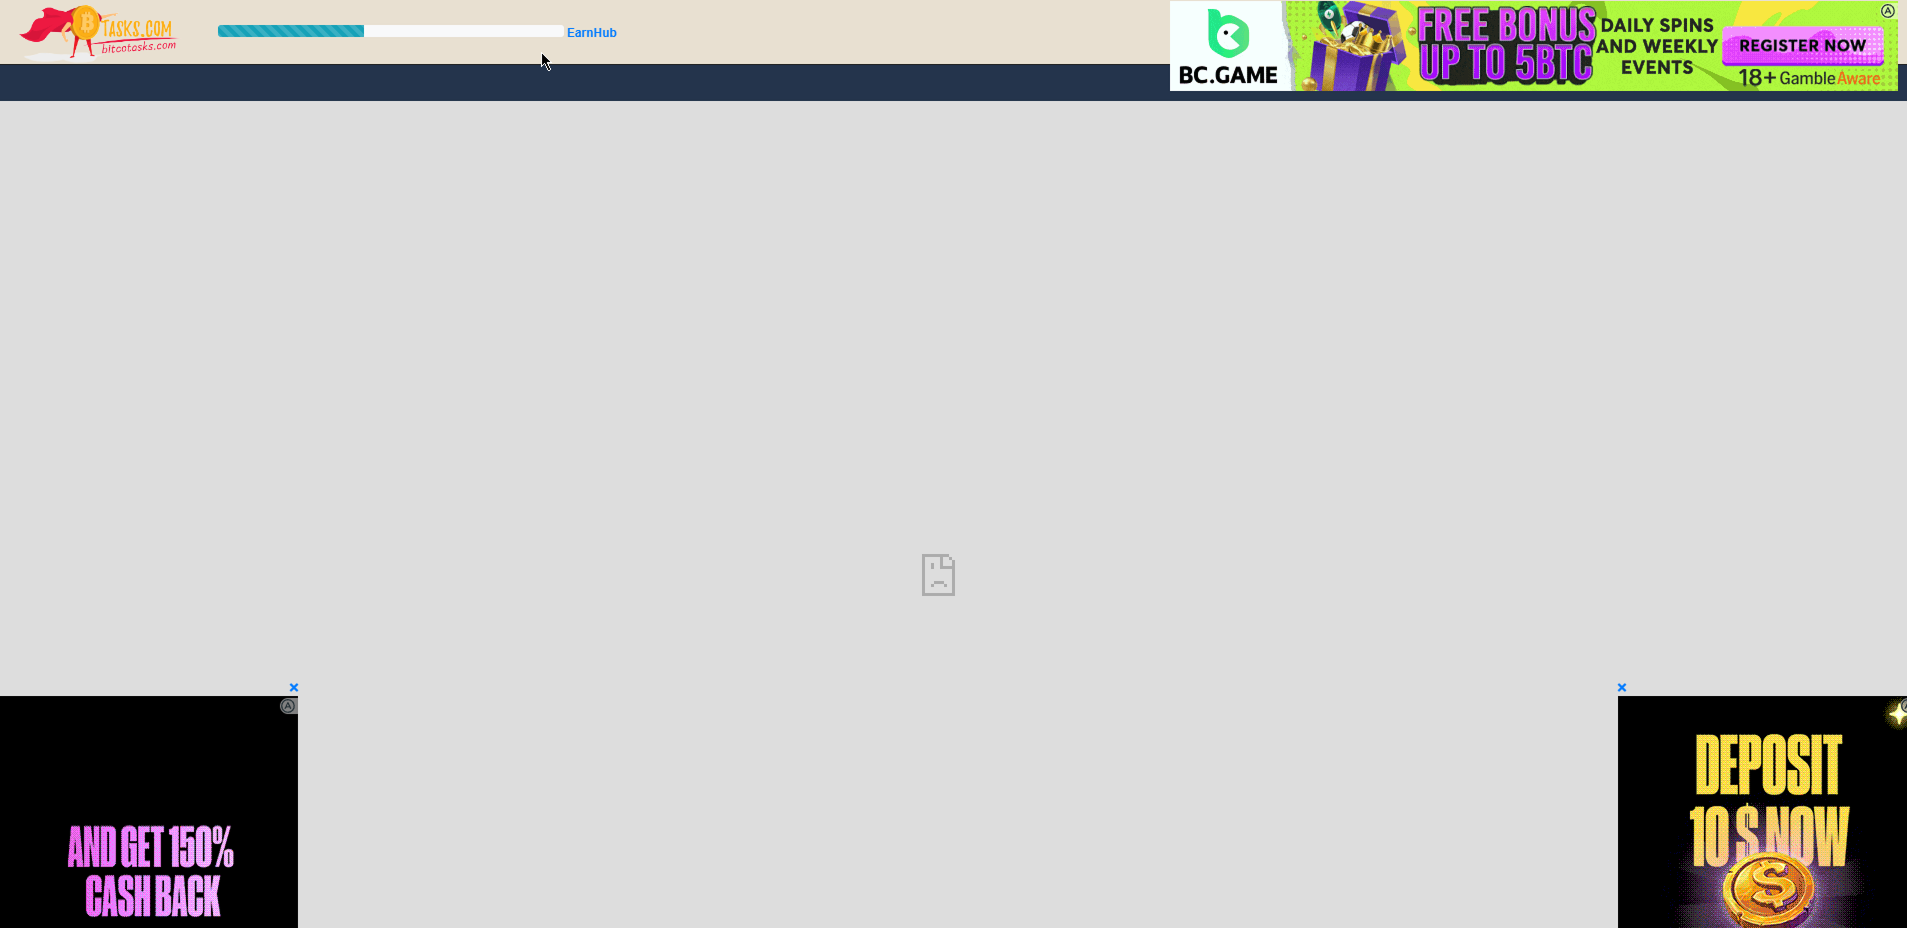 TASKS.COM
bitcotasks.com
EarnHub
BC.GAME
FREE BONUS
UP TO 5BTC
DAILY SPINS
AND WEEKLY
EVENTS
REGISTER NOW
18+ GambleAware
AND GET 150%
CASH BACK
DEPOSIT
10 $ NOW